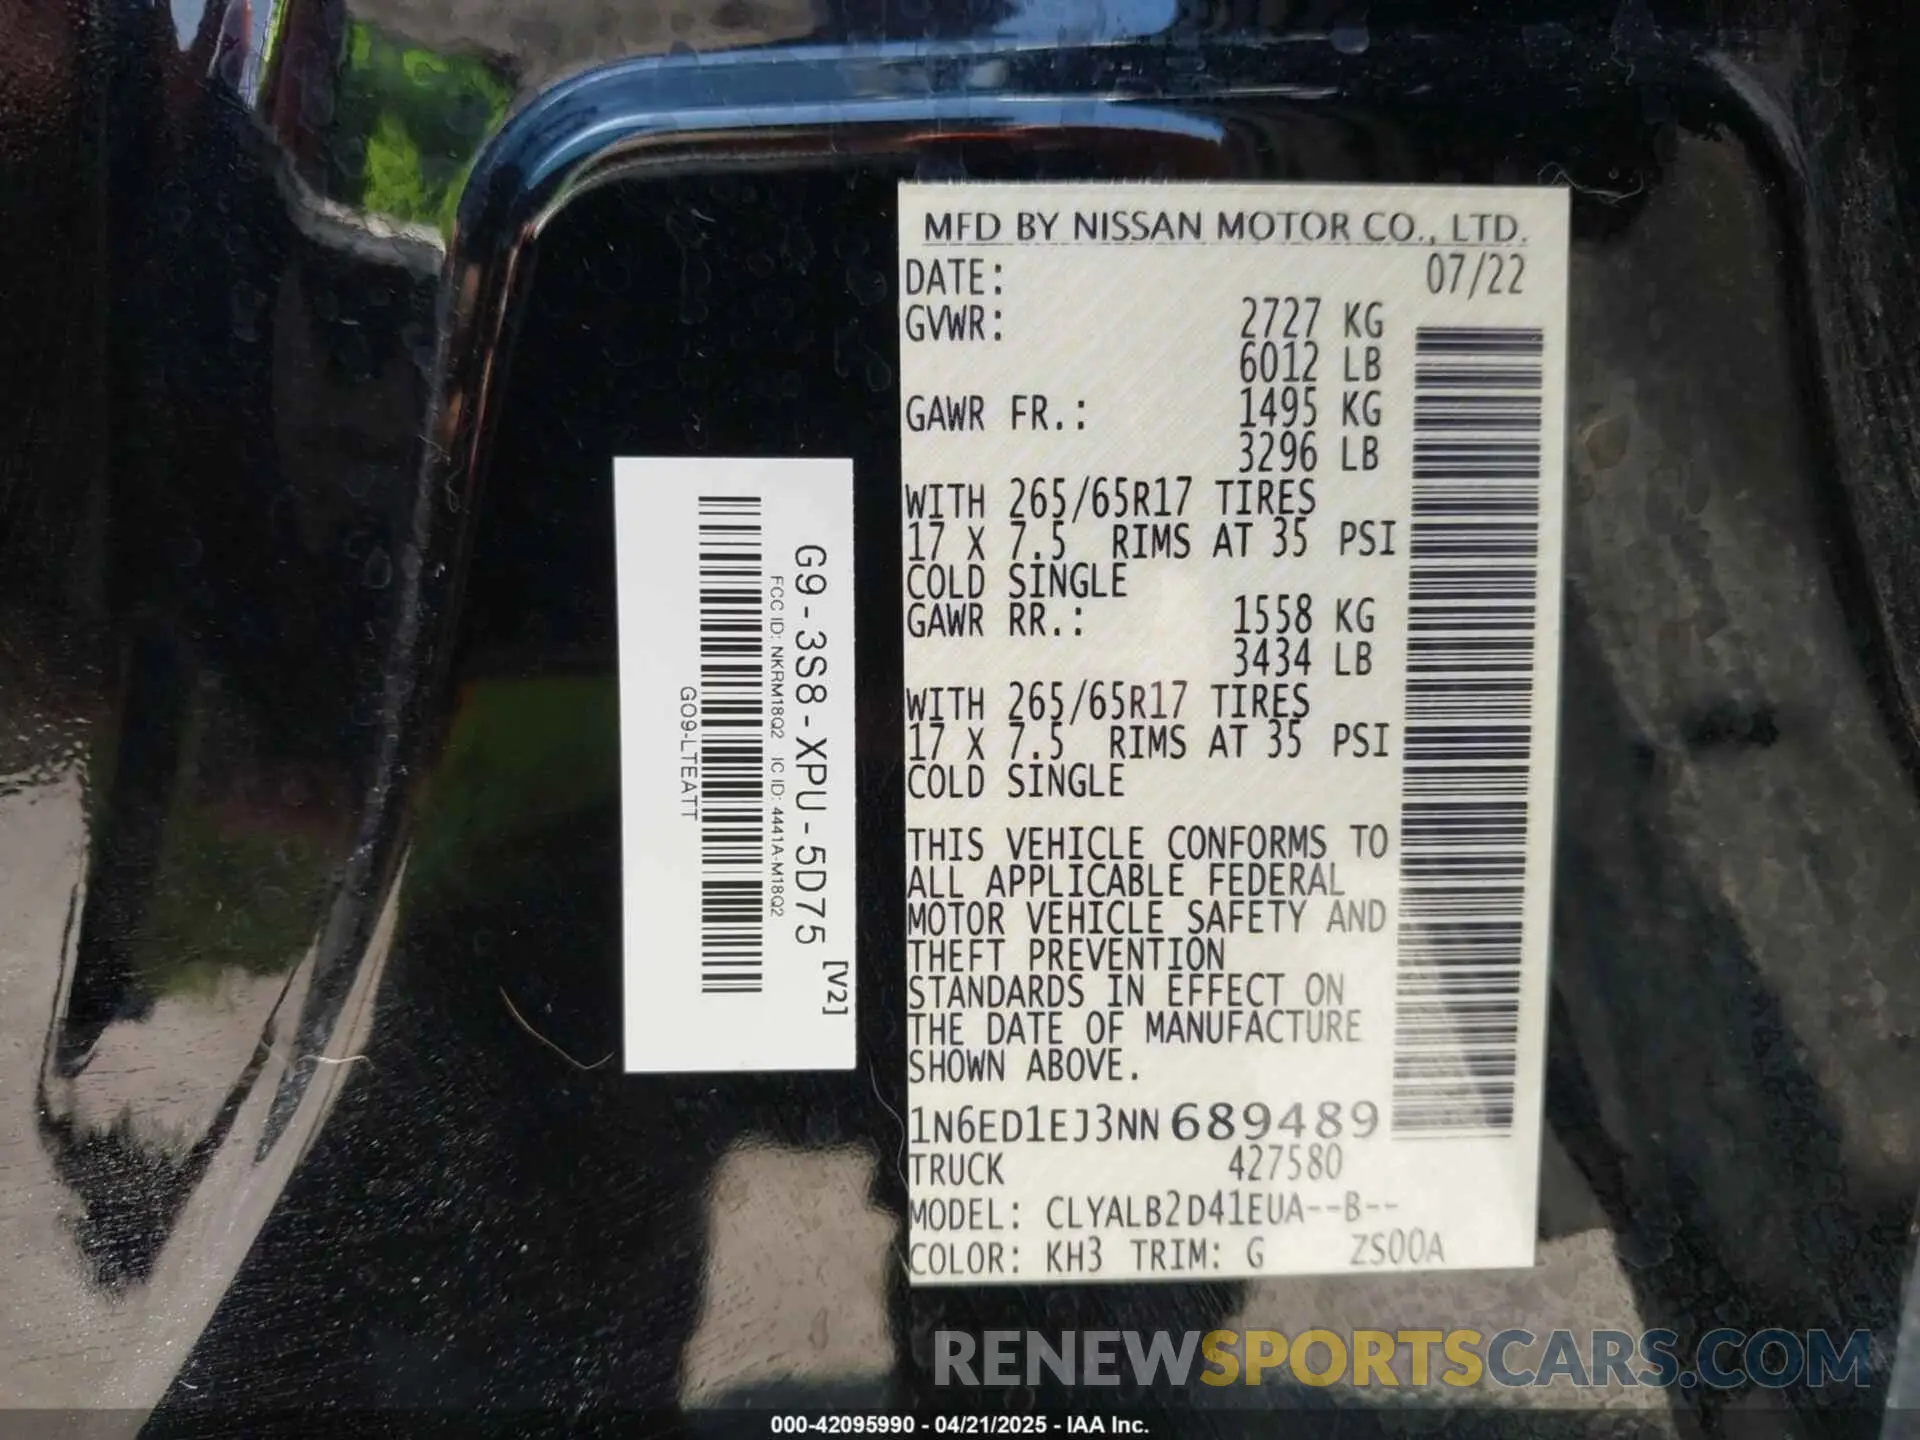 MFD BY NISSAN MOTOR CO., LTD.
DATE: 07/22
GVWR: 2727 KG
6012 LB
GAWR FR.: 1495 KG
3296 LB
WITH 265/65R17 TIRES
17 X 7.5 RIMS AT 35 PSI
COLD SINGLE
GAWR RR.: 1558 KG
3434 LB
WITH 265/65R17 TIRES
17 X 7.5 RIMS AT 35 PSI
COLD SINGLE
THIS VEHICLE CONFORMS TO
ALL APPLICABLE FEDERAL
MOTOR VEHICLE SAFETY AND
THEFT PREVENTION
STANDARDS IN EFFECT ON
THE DATE OF MANUFACTURE
SHOWN ABOVE.
1N6ED1EJ3NN689489
TRUCK 427580
MODEL: CLYALB2D41EUA--B--
COLOR: KH3 TRIM: G ZS00A
G9-3S8-XPU-5D75 [V2]
FCC ID: NKRM18Q2 IC ID: 4441A-M18Q2
GO9-LTEATT
RENEWSPORTSCARS.COM
000-42095990 - 04/21/2025 - IAA Inc.